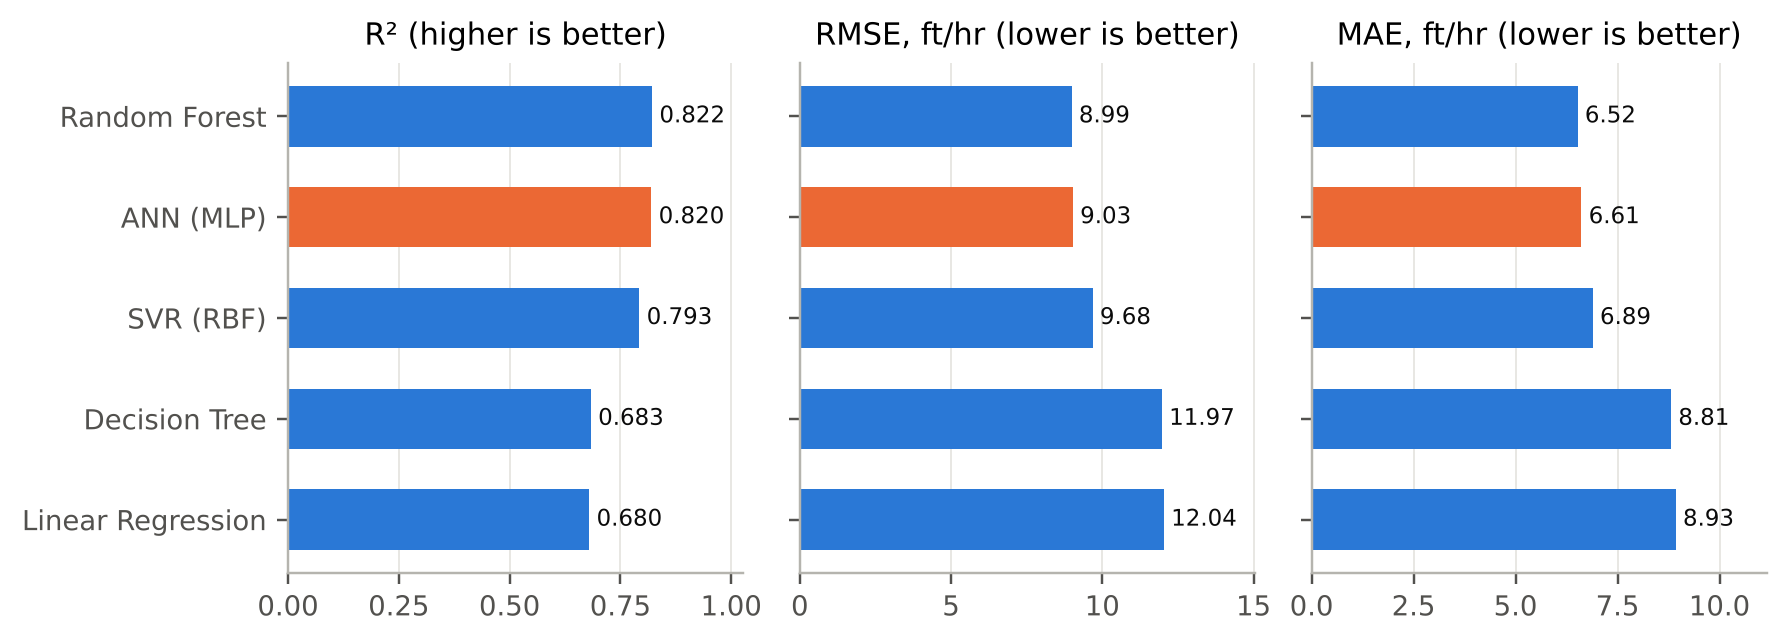 R² (higher is better)
RMSE, ft/hr (lower is better)
MAE, ft/hr (lower is better)
Random Forest
0.822
8.99
6.52
ANN (MLP)
0.820
9.03
6.61
SVR (RBF)
0.793
9.68
6.89
Decision Tree
0.683
11.97
8.81
Linear Regression
0.680
12.04
8.93
0.00 0.25 0.50 0.75 1.00
0 5 10 15
0.0 2.5 5.0 7.5 10.0